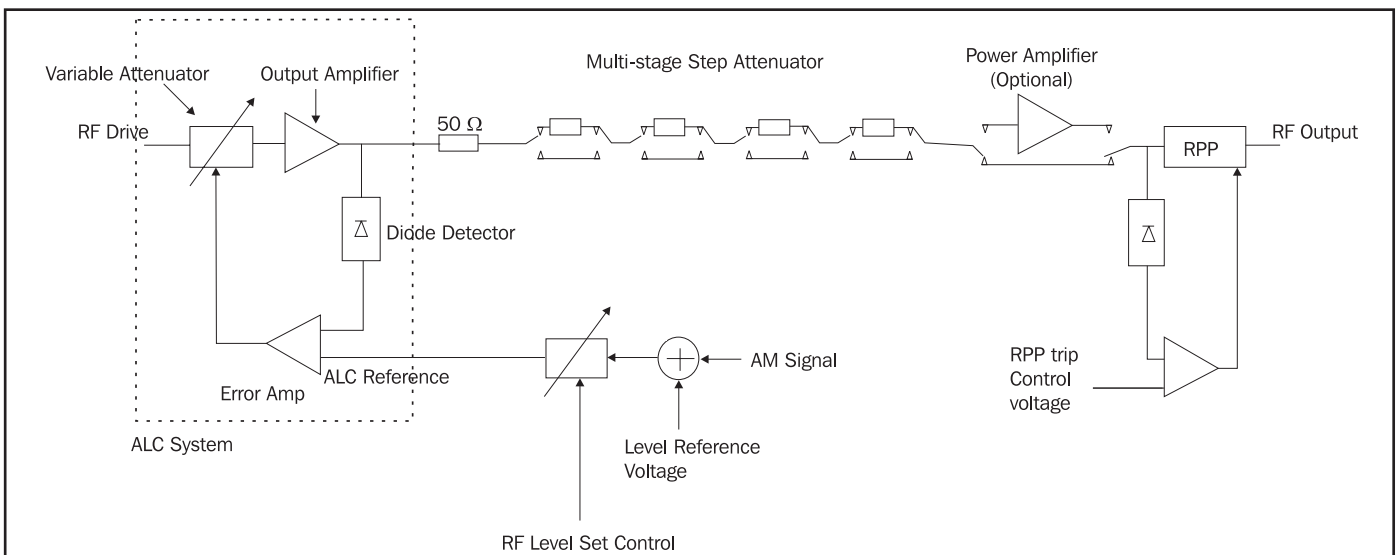 Variable Attenuator
Output Amplifier
Multi-stage Step Attenuator
Power Amplifier
(Optional)
RF Drive
50 Ω
RPP
RF Output
Diode Detector
AM Signal
ALC Reference
Error Amp
RPP trip
Control
voltage
ALC System
Level Reference
Voltage
RF Level Set Control